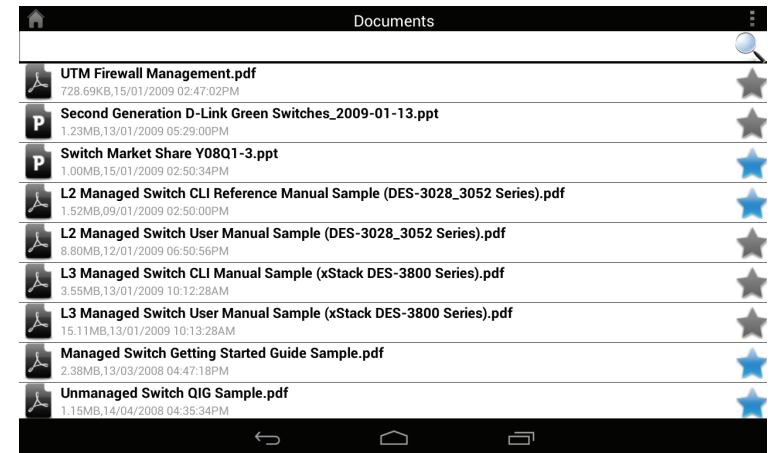 Documents
UTM Firewall Management.pdf
728.69KB,15/01/2009 02:47:02PM
P
Second Generation D-Link Green Switches_2009-01-13.ppt
1.23MB,13/01/2009 05:29:00PM
P
Switch Market Share Y08Q1-3.ppt
1.00MB,15/01/2009 02:50:34PM
L2 Managed Switch CLI Reference Manual Sample (DES-3028_3052 Series).pdf
1.52MB,09/01/2009 02:50:00PM
L2 Managed Switch User Manual Sample (DES-3028_3052 Series).pdf
8.80MB,12/01/2009 06:50:56PM
L3 Managed Switch CLI Manual Sample (xStack DES-3800 Series).pdf
3.55MB,13/01/2009 10:12:28AM
L3 Managed Switch User Manual Sample (xStack DES-3800 Series).pdf
15.11MB,13/01/2009 10:13:28AM
Managed Switch Getting Started Guide Sample.pdf
2.38MB,13/03/2008 04:47:18PM
Unmanaged Switch QIG Sample.pdf
1.15MB,14/04/2008 04:35:34PM